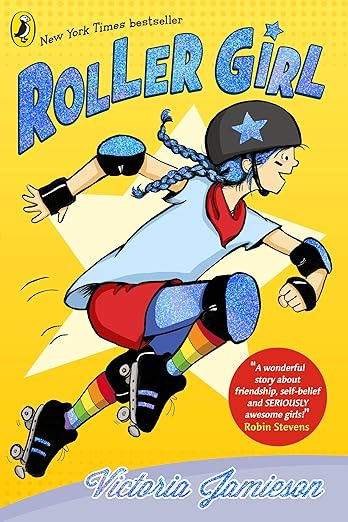 New York Times bestseller
ROLLER GIRL
"A wonderful
story about
friendship, self-belief
and SERIOUSLY
awesome girls!"
Robin Stevens
Victoria Jamieson